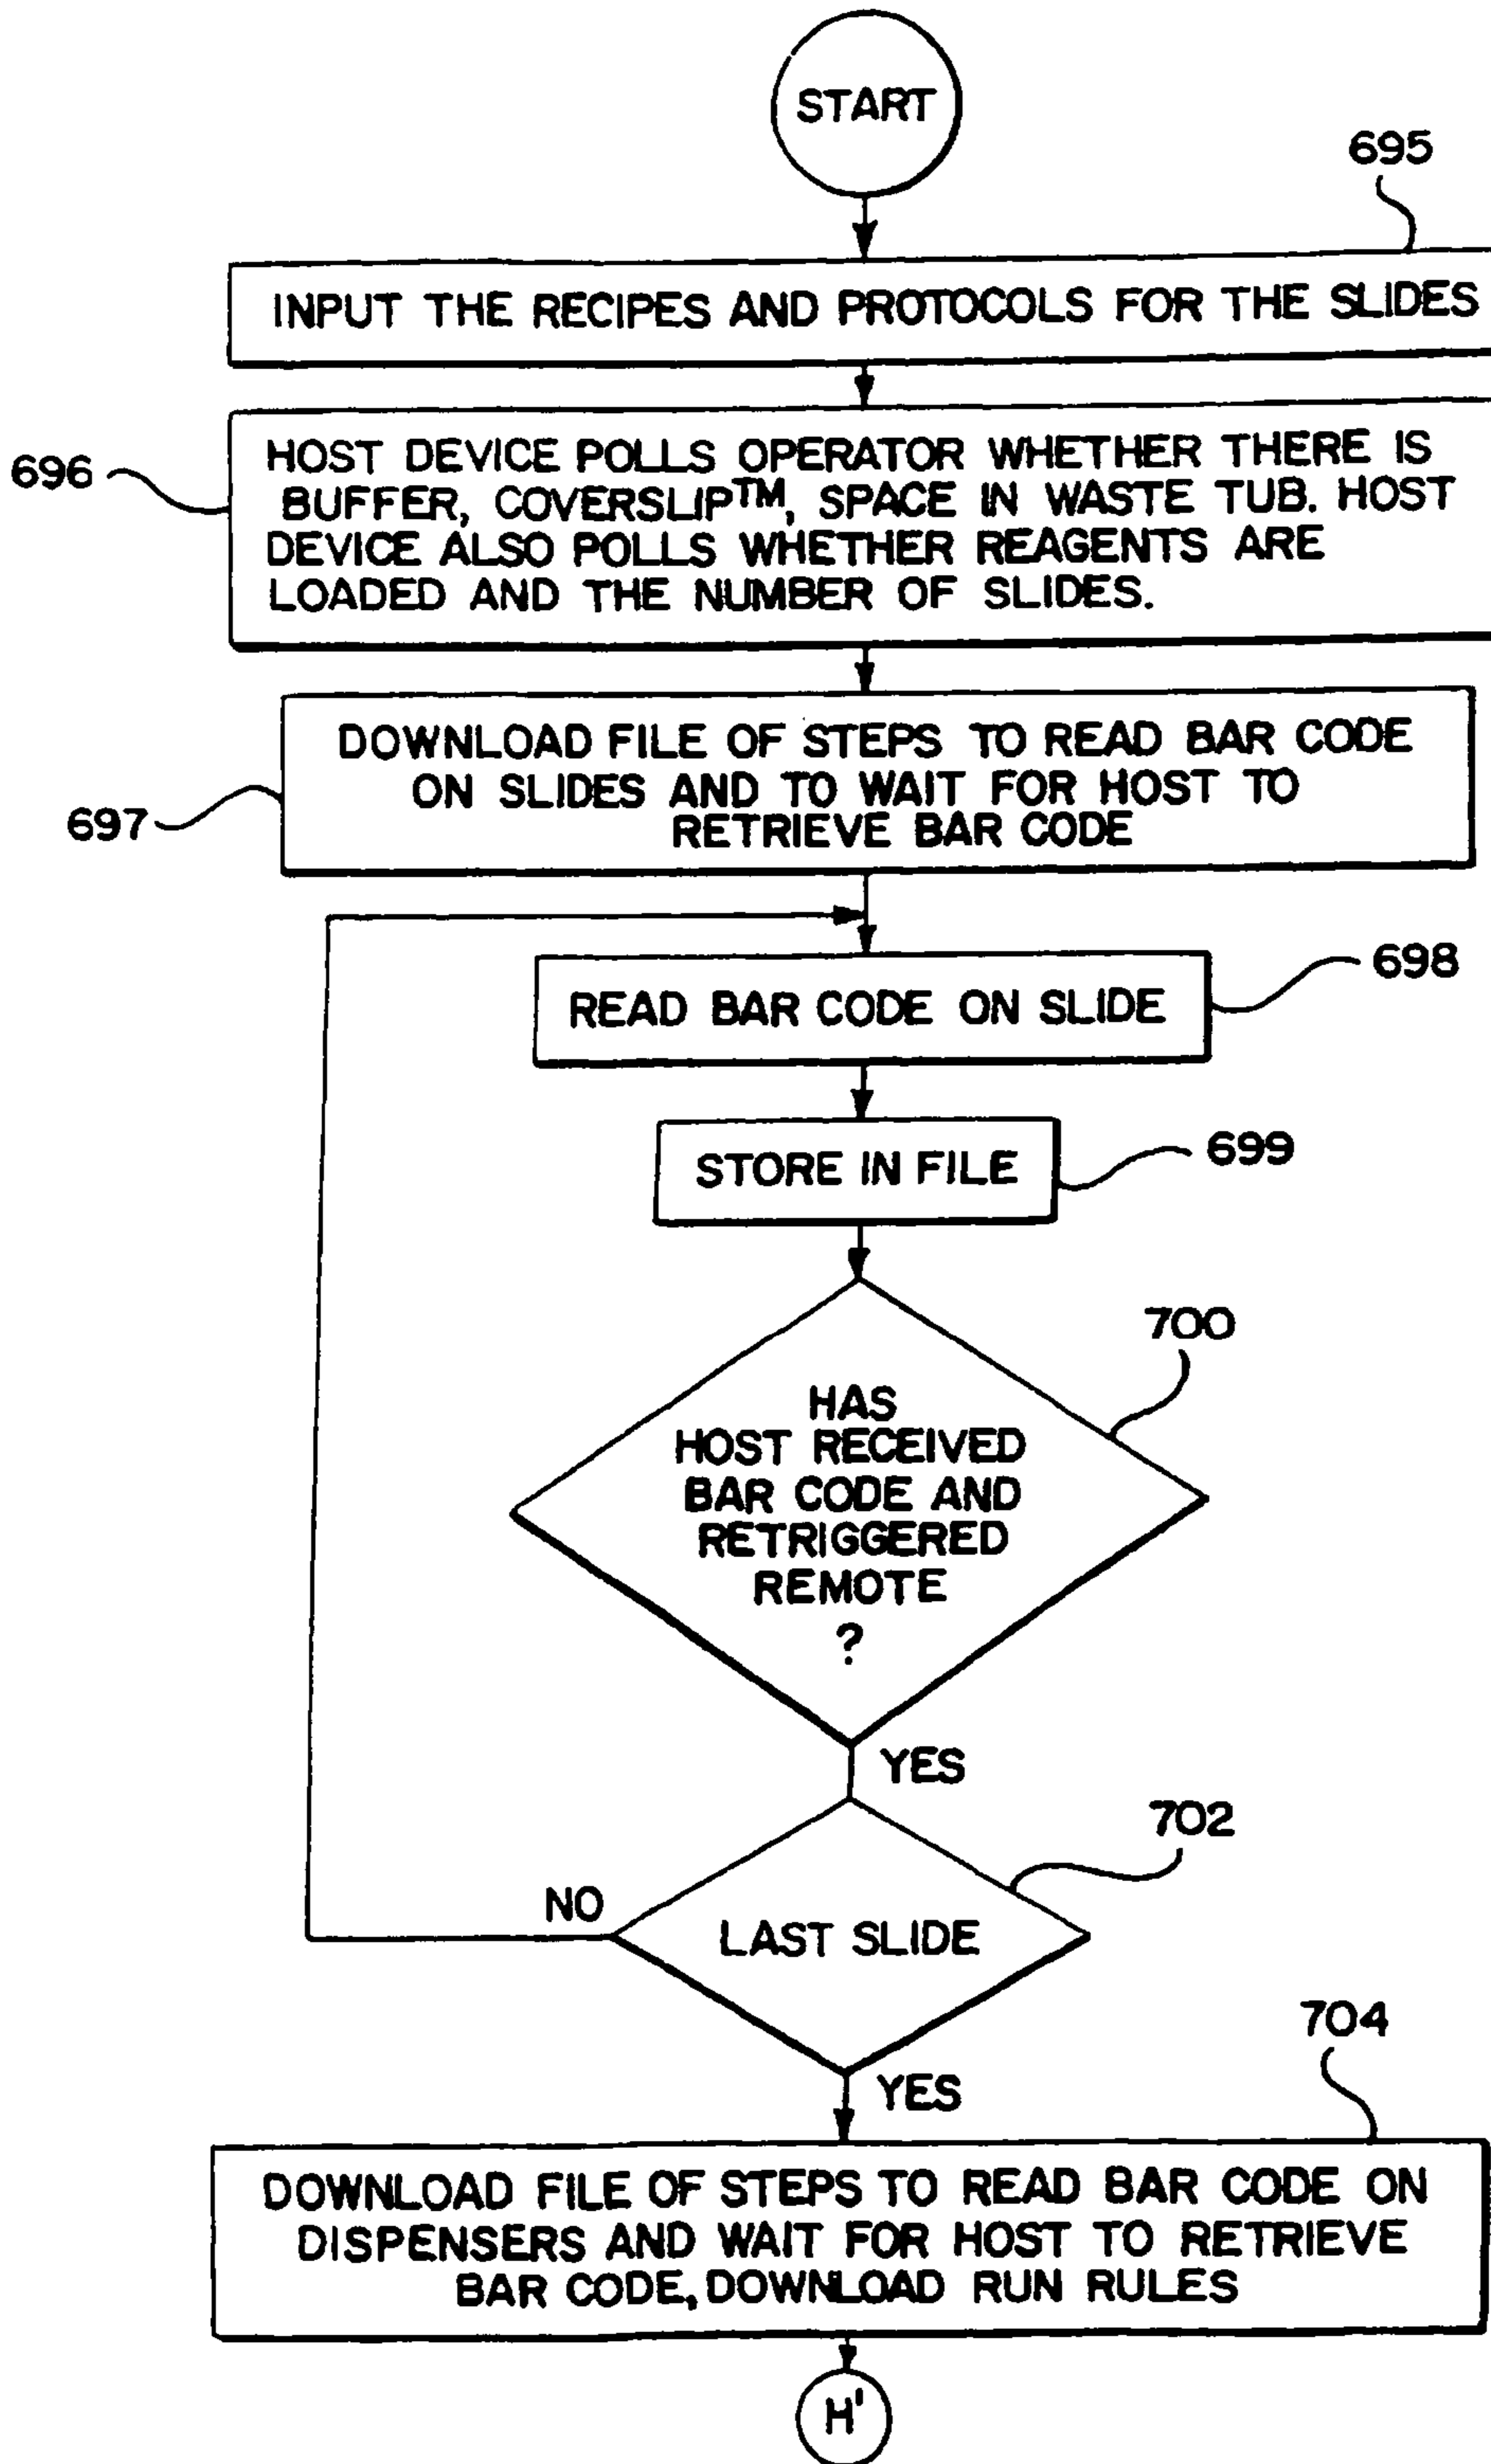 START
695
INPUT THE RECIPES AND PROTOCOLS FOR THE SLIDES
696
HOST DEVICE POLLS OPERATOR WHETHER THERE IS
BUFFER, COVERSLIP™, SPACE IN WASTE TUB. HOST
DEVICE ALSO POLLS WHETHER REAGENTS ARE
LOADED AND THE NUMBER OF SLIDES.
697
DOWNLOAD FILE OF STEPS TO READ BAR CODE
ON SLIDES AND TO WAIT FOR HOST TO
RETRIEVE BAR CODE
698
READ BAR CODE ON SLIDE
699
STORE IN FILE
700
HAS
HOST RECEIVED
BAR CODE AND
RETRIGGERED
REMOTE
?
YES
702
NO
LAST SLIDE
YES
704
DOWNLOAD FILE OF STEPS TO READ BAR CODE ON
DISPENSERS AND WAIT FOR HOST TO RETRIEVE
BAR CODE, DOWNLOAD RUN RULES
H'